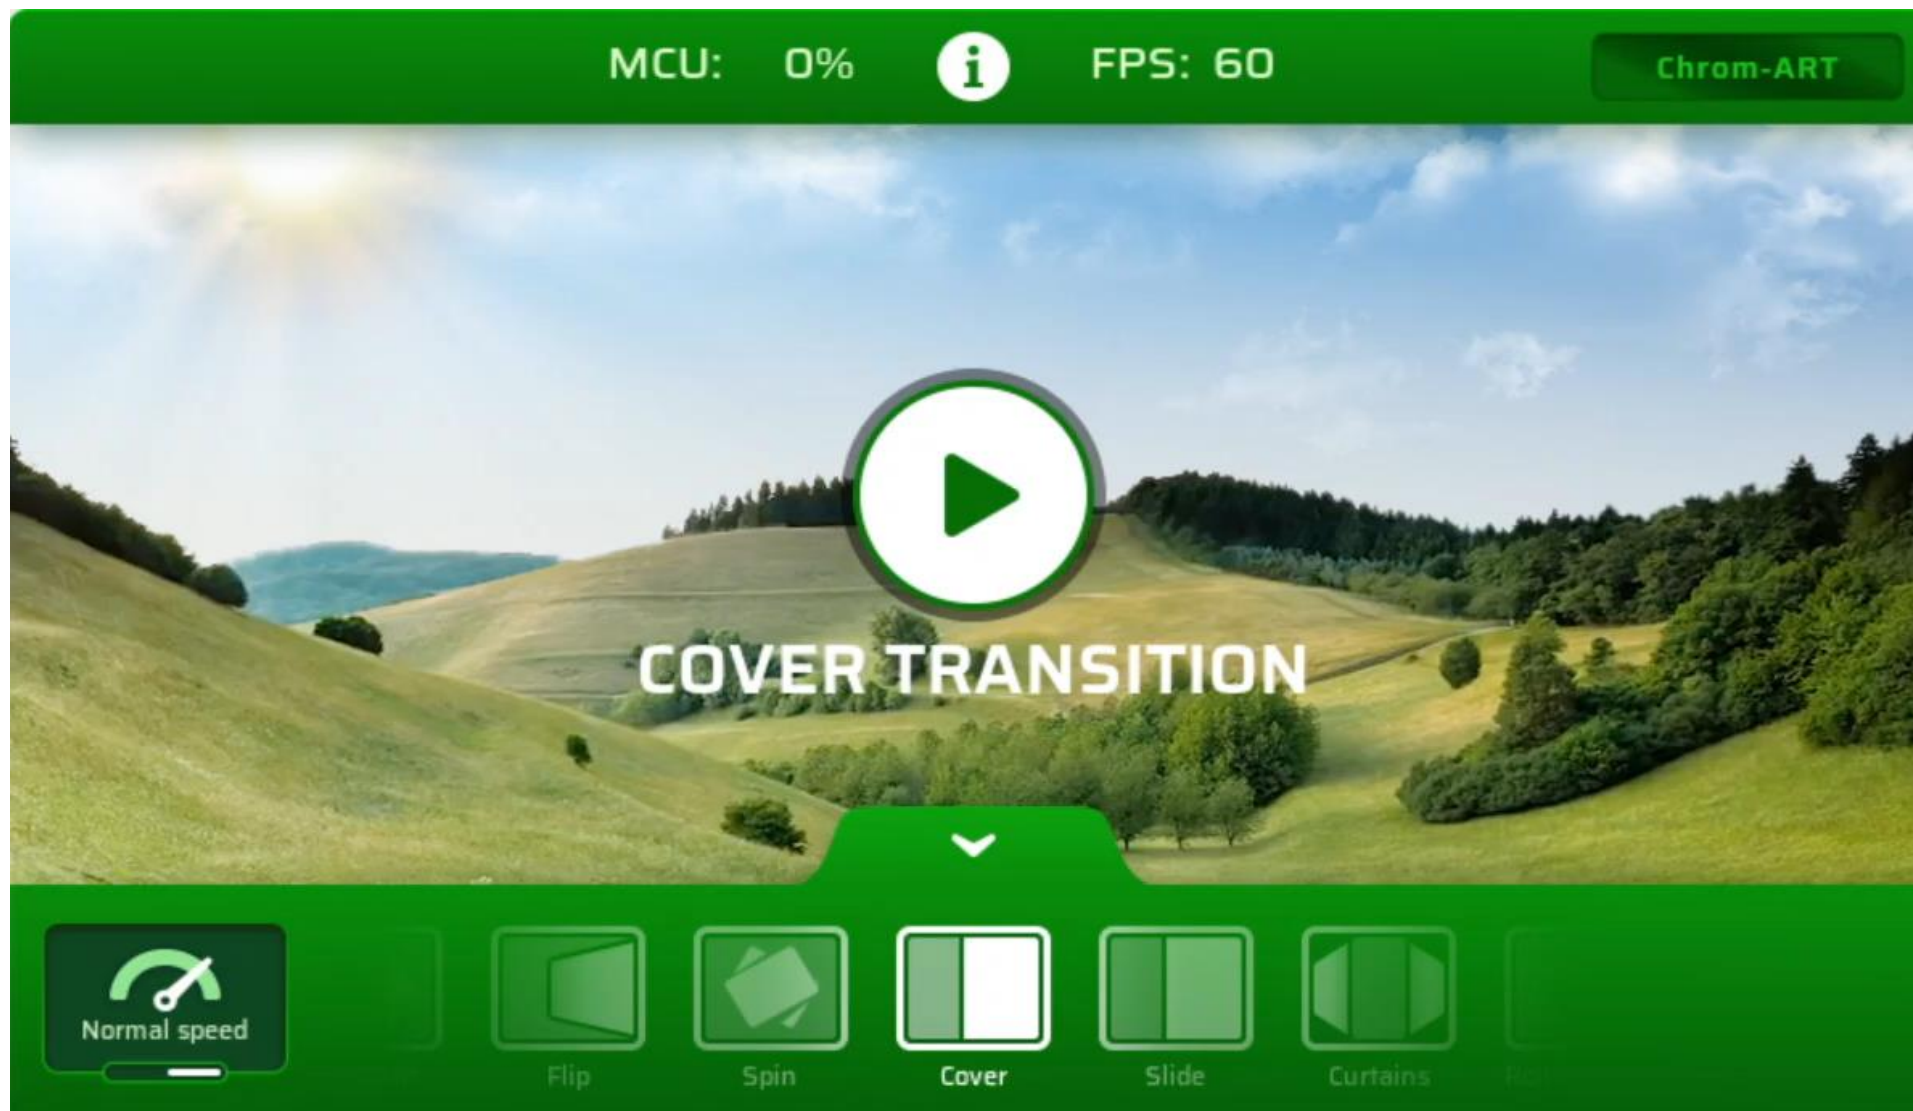 MCU: 0% i FPS: 60 Chrom-ART
COVER TRANSITION
Normal speed
Flip Spin Cover Slide Curtains